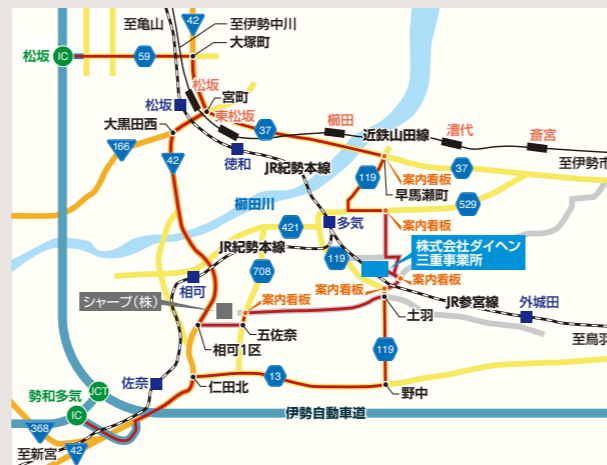 至亀山
至伊勢中川
42
松坂
IC
59
大塚町
松坂
松坂
宮町
東松坂
大黒田西
37
櫛田
近鉄山田線
漕代
斎宮
166
42
徳和
JR紀勢本線
119
案内看板
早馬瀬町
37
至伊勢市
櫛田川
421
多気
案内看板
529
JR紀勢本線
708
119
株式会社ダイヘン
三重事業所
相可
案内看板
シャープ(株)
案内看板
案内看板
JR参宮線
外城田
五佐奈
土羽
相可1区
至鳥羽
119
佐奈
仁田北
13
野中
勢和多気
JCT
IC
伊勢自動車道
368
42
至新宮